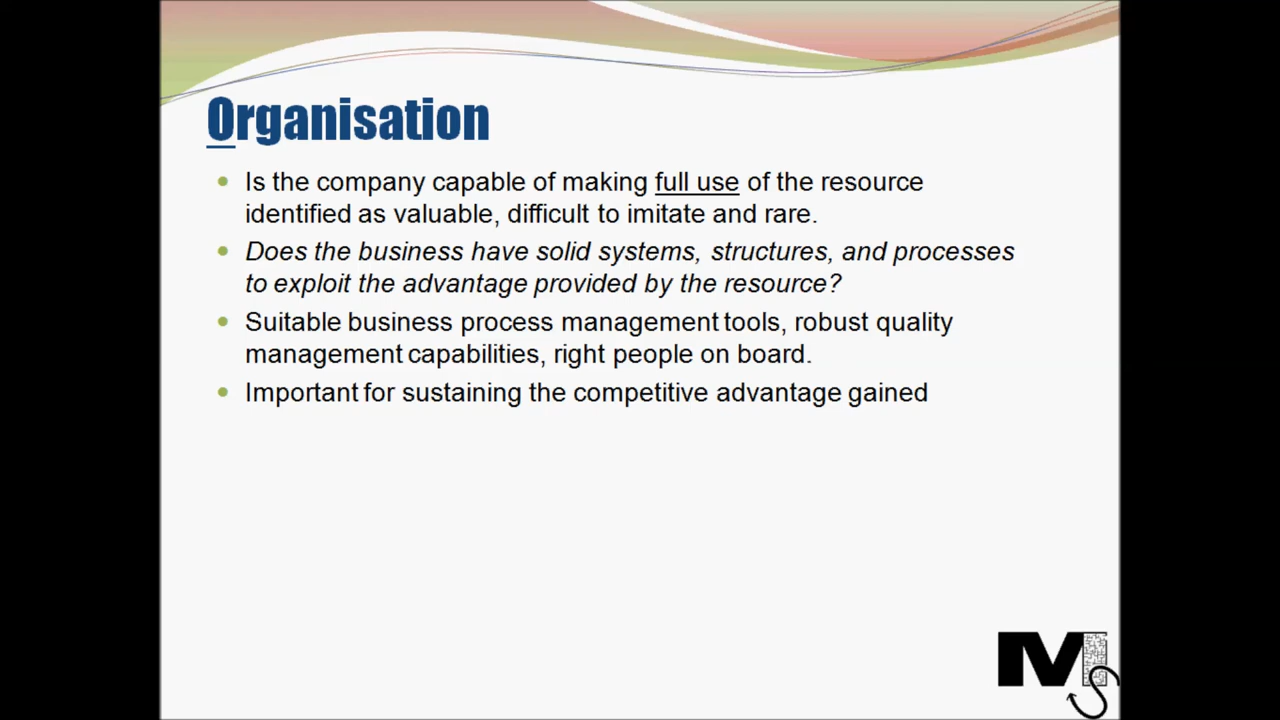 Organisation
Is the company capable of making full use of the resource
identified as valuable, difficult to imitate and rare.
Does the business have solid systems, structures, and processes
to exploit the advantage provided by the resource?
Suitable business process management tools, robust quality
management capabilities, right people on board.
Important for sustaining the competitive advantage gained